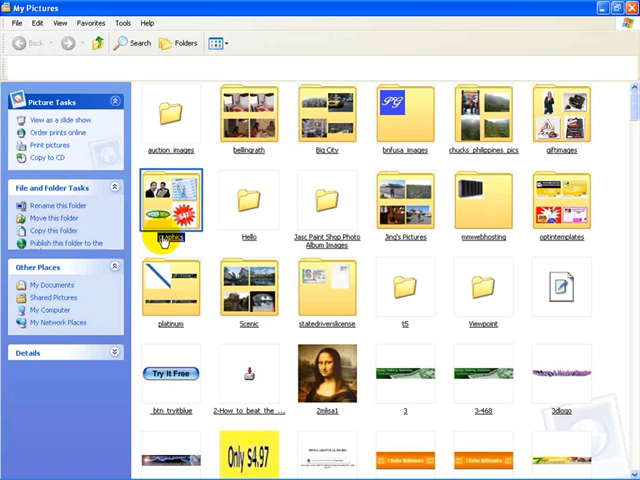 My Pictures
File Edit View Favorites Tools Help
Back Search Folders
Picture Tasks
View as a slide show
Order prints online
Print pictures
Copy to CD
File and Folder Tasks
Rename this folder
Move this folder
Copy this folder
Publish this folder to the
Other Places
My Documents
Shared Pictures
My Computer
My Network Places
Details
auction_images bellingrath Big City bnfusa_images chucks_philippines_pics giftimages
Hello Jasc Paint Shop Photo Album Images Jing's Pictures mmwebhosting optintemplates
platinum Scenic statedriverslicense t5 Viewpoint
Try It Free
_btn_tryitblue 2-How to beat the ... 2mlisa1 3 3-468 3dlogo
Only $4.97